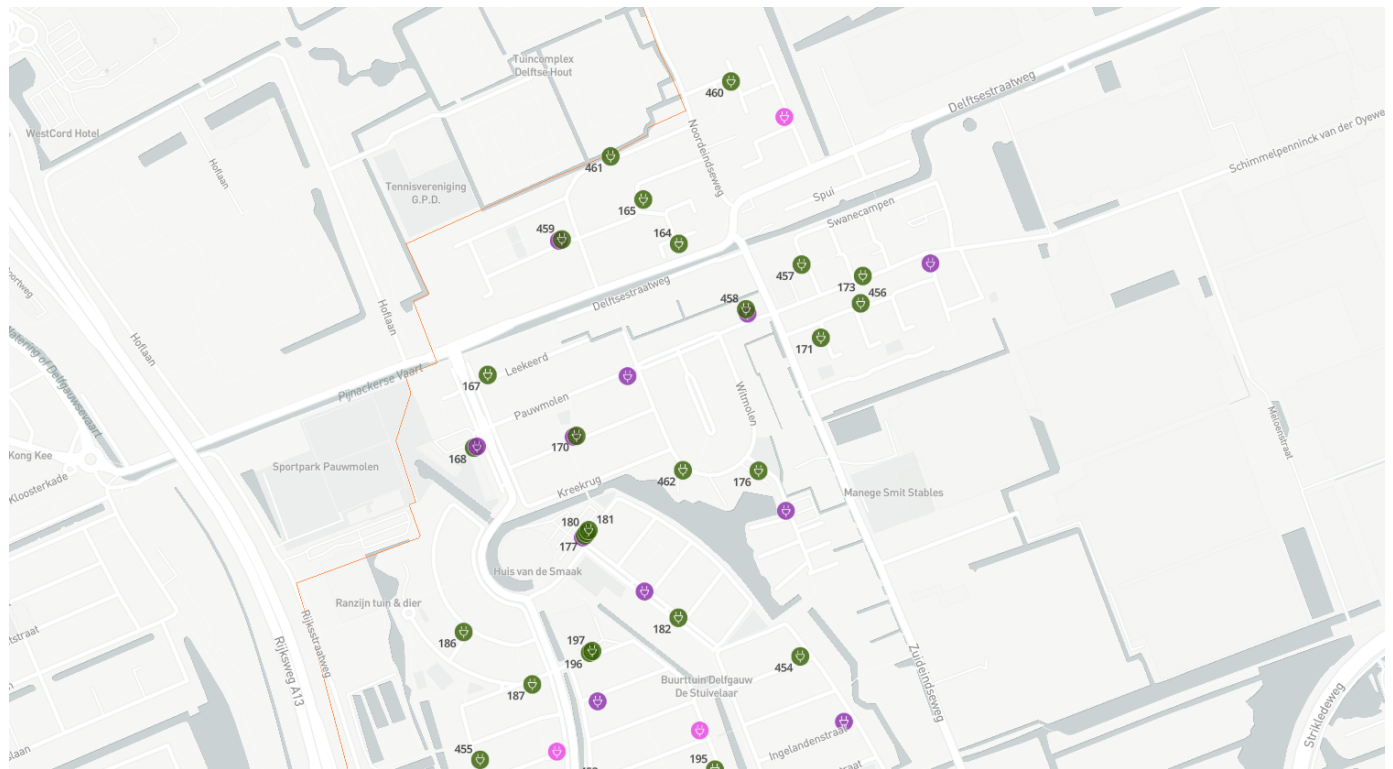 Tuincomplex
Delftse Hout
460
Delftsestraatweg
WestCord Hotel
Noordeindseweg
Schimmelpenninck van der Oyewe
461
Hoflaan
Tennisvereniging
G.P.D.
165
Spui
Swanecampen
459
164
457
173
456
Hoflaan
Delftsestraatweg
458
Hoflaan
171
Leekeerd
167
Pijnackerse Vaart
Witmolen
Pauwmolen
170
Meloenstraat
168
Kong Kee
Sportpark Pauwmolen
462
176
Kloosterkade
Kreekrug
Manege Smit Stables
180
181
177
Huis van de Smaak
Ranzijn tuin & dier
Rijksstraatweg
182
186
197
196
454
Zuideindseweg
Rijksweg A13
187
Buurttuin Delfgauw
De Stuivelaar
Strikledeweg
455
195
Ingelandenstraat